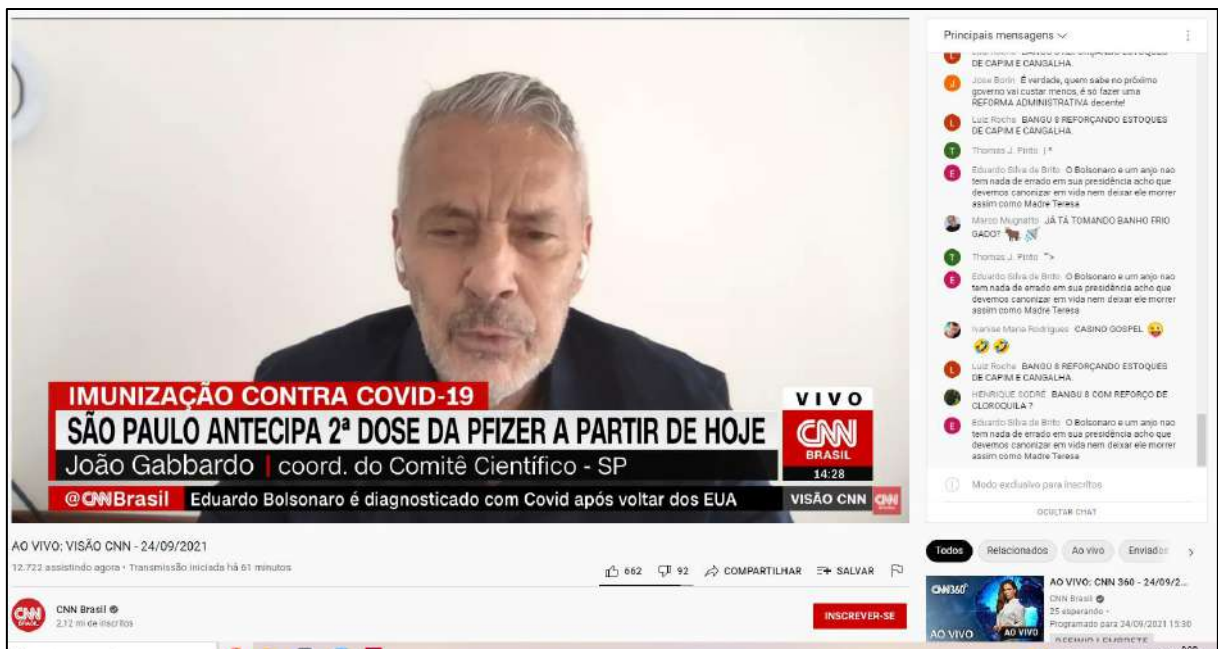 IMUNIZAÇÃO CONTRA COVID-19
SÃO PAULO ANTECIPA 2ª DOSE DA PFIZER A PARTIR DE HOJE
João Gabbardo | coord. do Comitê Científico - SP
@CNNBrasil Eduardo Bolsonaro é diagnosticado com Covid após voltar dos EUA
VIVO
CNN
BRASIL
14:28
VISÃO CNN CNN
AO VIVO: VISÃO CNN - 24/09/2021
12.722 assistindo agora • Transmissão iniciada há 61 minutos
662 92 COMPARTILHAR SALVAR
CNN
BRASIL
CNN Brasil
2,12 mi de inscritos
INSCREVER-SE
Principais mensagens
DE CAPIM E CANGALHA.
Jose Borin É verdade, quem sabe no próximo
governo vai custar menos, é só fazer uma
REFORMA ADMINISTRATIVA decente!
L Luiz Rocha BANGU 8 REFORÇANDO ESTOQUES
DE CAPIM E CANGALHA.
T Thomas J. Pinto |*
E Eduardo Silva de Brito O Bolsonaro e um anjo nao
tem nada de errado em sua presidência acho que
devemos canonizar em vida nem deixar ele morrer
assim como Madre Teresa
Marco Mugnatto JÁ TÁ TOMANDO BANHO FRIO
GADO? 🐂 🚿
T Thomas J. Pinto ">
E Eduardo Silva de Brito O Bolsonaro e um anjo nao
tem nada de errado em sua presidência acho que
devemos canonizar em vida nem deixar ele morrer
assim como Madre Teresa
Ivanise Maria Rodrigues CASINO GOSPEL 😜
🤣 🤣
L Luiz Rocha BANGU 8 REFORÇANDO ESTOQUES
DE CAPIM E CANGALHA.
HENRIQUE SODRÉ BANGU 8 COM REFORÇO DE
CLOROQUILA ?
E Eduardo Silva de Brito O Bolsonaro e um anjo nao
tem nada de errado em sua presidência acho que
devemos canonizar em vida nem deixar ele morrer
assim como Madre Teresa
Modo exclusivo para inscritos
OCULTAR CHAT
Todos Relacionados Ao vivo Enviados
CNN360°
AO VIVO AO VIVO
AO VIVO: CNN 360 - 24/09/2...
CNN Brasil
25 esperando •
Programado para 24/09/2021 15:30
DEFINIR LEMBRETE